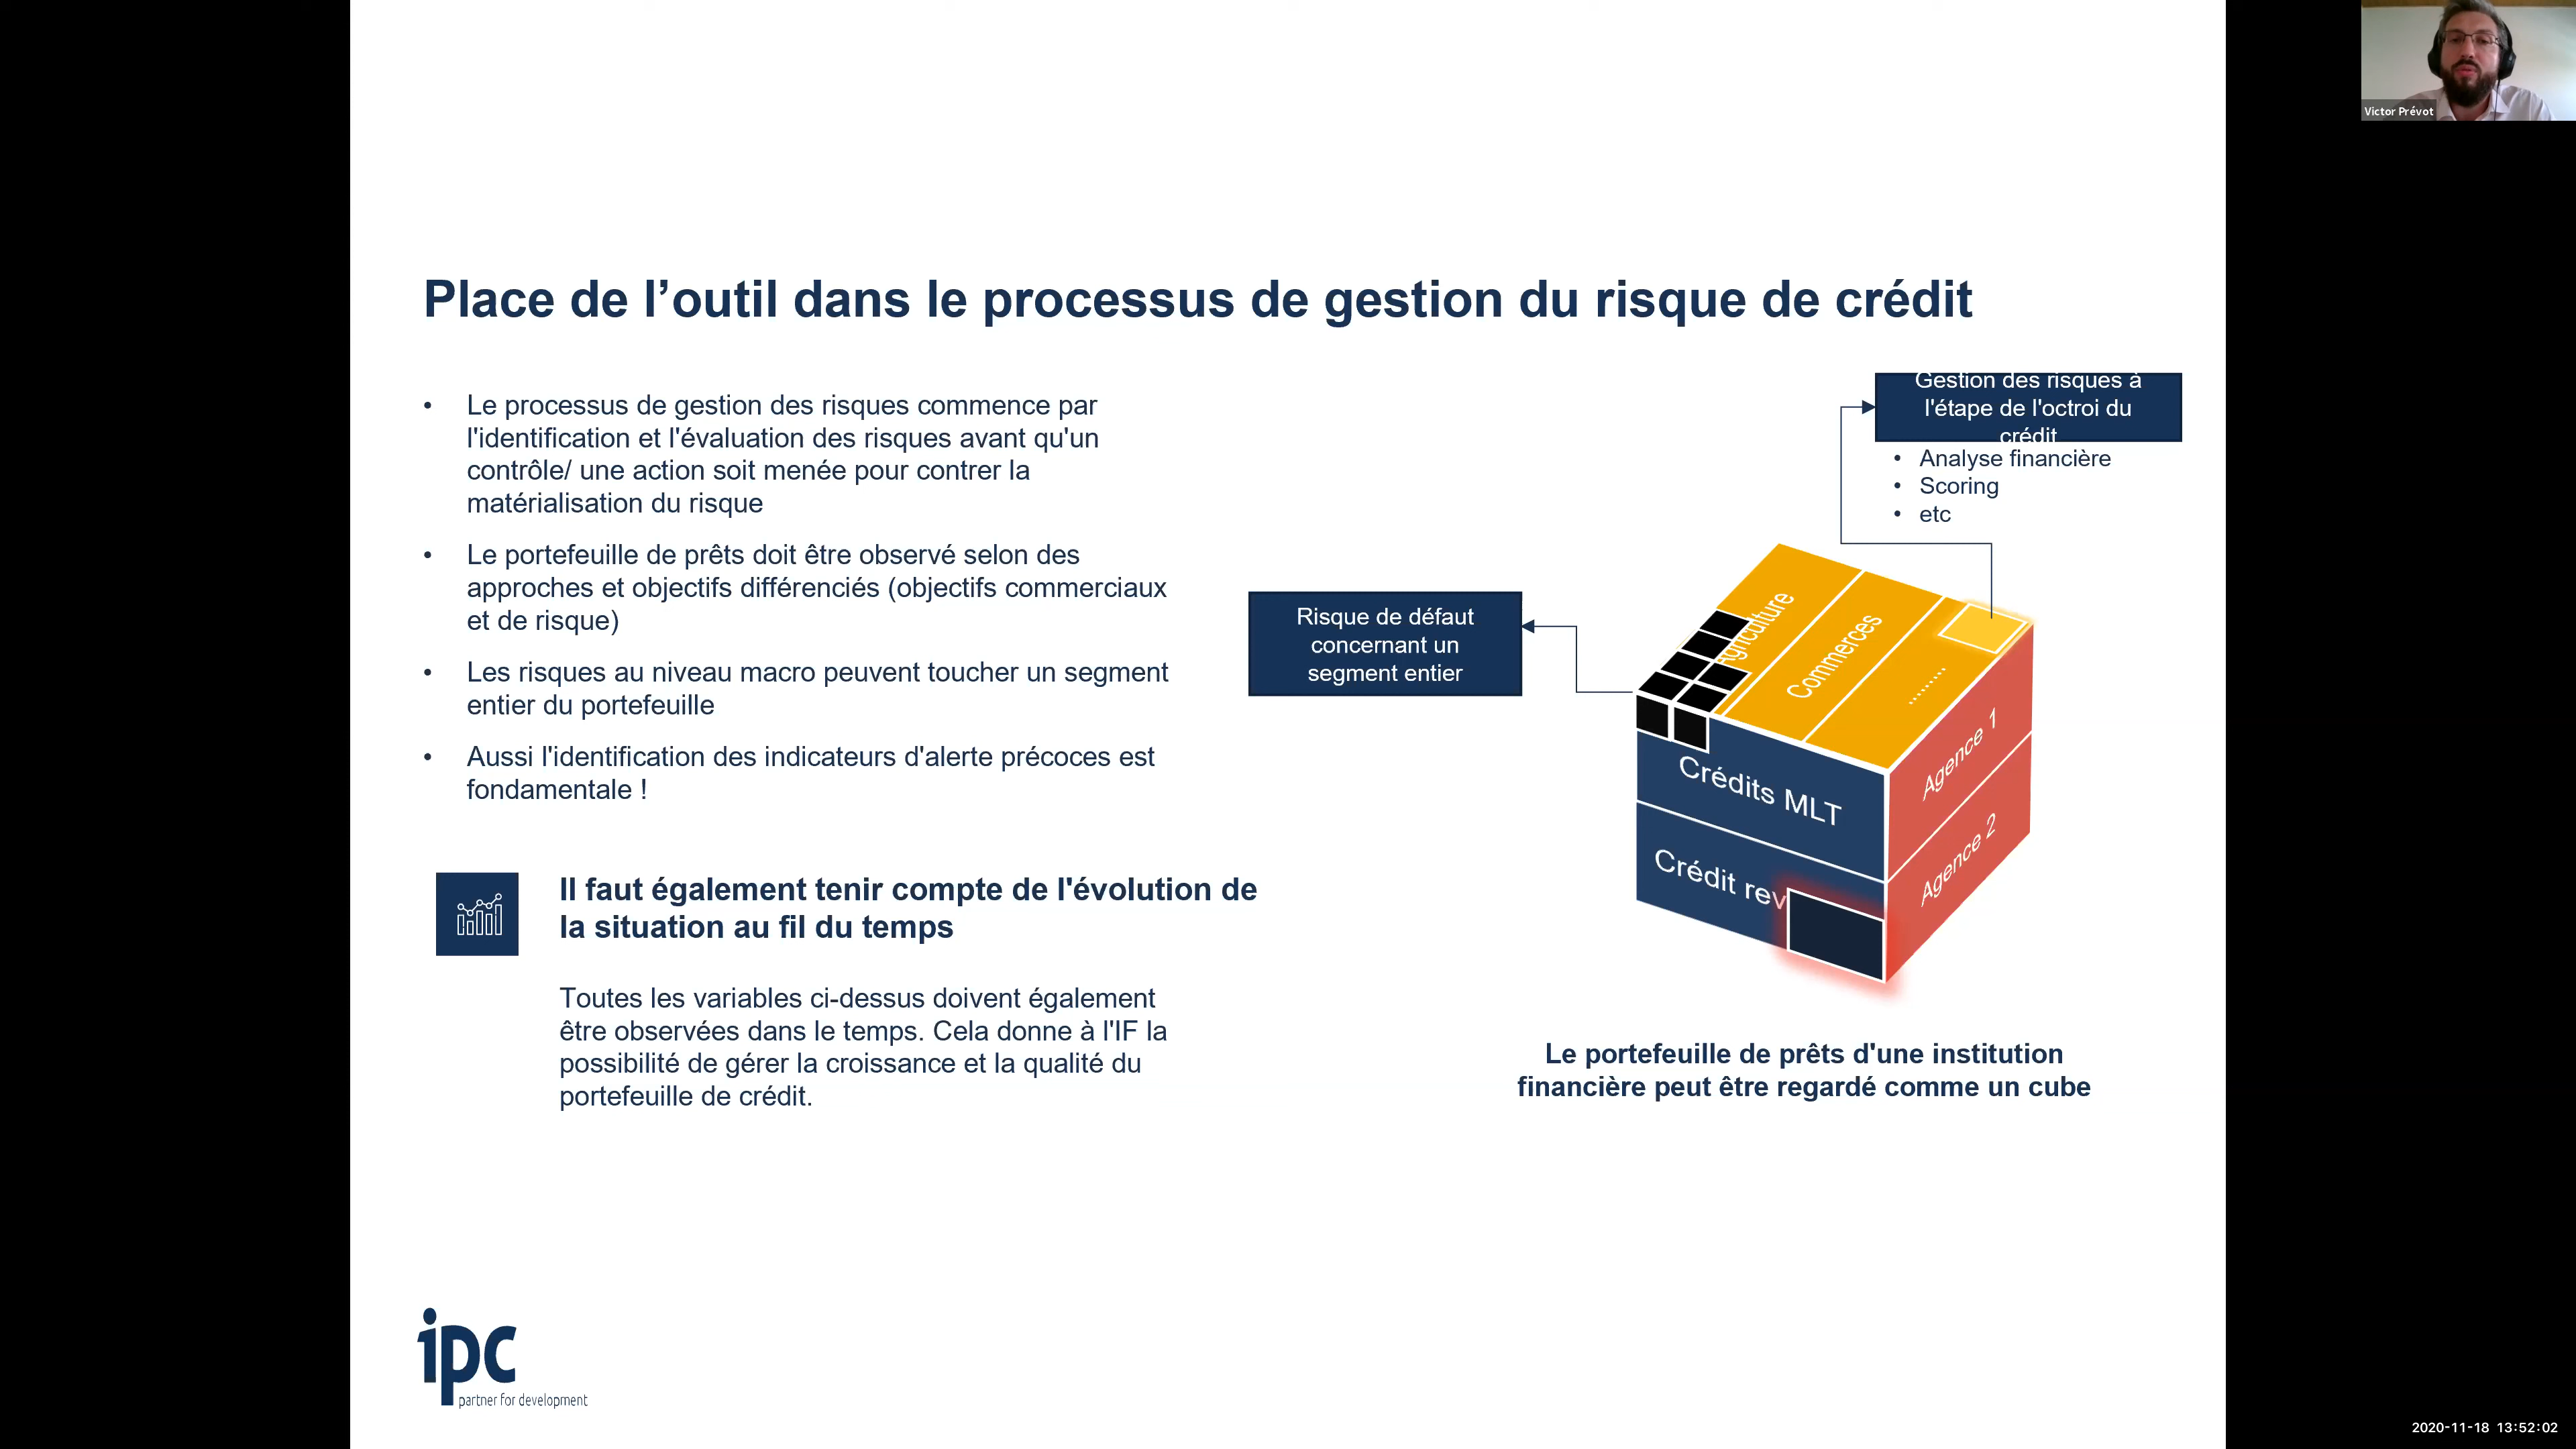 Victor Prévot
Place de l’outil dans le processus de gestion du risque de crédit
• Le processus de gestion des risques commence par
l'identification et l'évaluation des risques avant qu'un
contrôle/ une action soit menée pour contrer la
matérialisation du risque
• Le portefeuille de prêts doit être observé selon des
approches et objectifs différenciés (objectifs commerciaux
et de risque)
• Les risques au niveau macro peuvent toucher un segment
entier du portefeuille
• Aussi l'identification des indicateurs d'alerte précoces est
fondamentale !
Il faut également tenir compte de l'évolution de
la situation au fil du temps
Toutes les variables ci-dessus doivent également
être observées dans le temps. Cela donne à l'IF la
possibilité de gérer la croissance et la qualité du
portefeuille de crédit.
Gestion des risques à
l'étape de l'octroi du
crédit
• Analyse financière
• Scoring
• etc
Risque de défaut
concernant un
segment entier
Agriculture
Commerces
.........
Agence 1
Agence 2
Crédits MLT
Crédit rev
Le portefeuille de prêts d'une institution
financière peut être regardé comme un cube
ipc
partner for development
2020-11-18 13:52:02